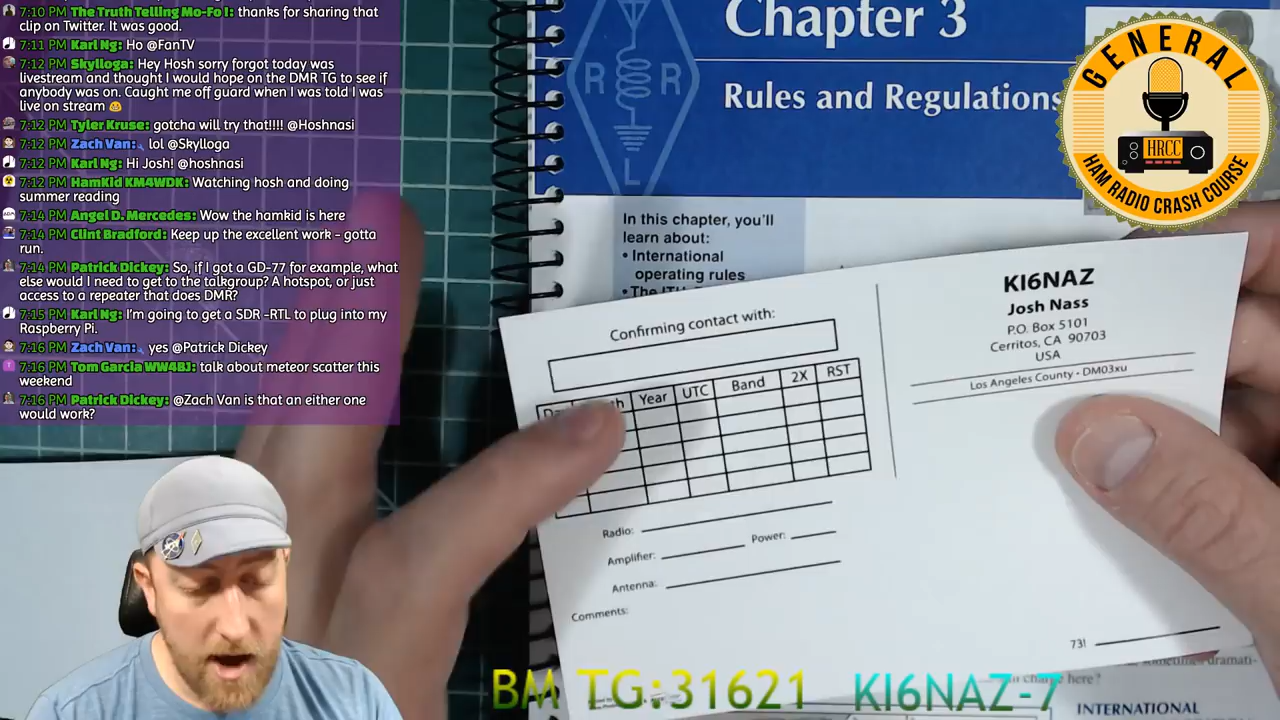 7:10 PM The Truth Telling Mo-Fo !: thanks for sharing that
clip on Twitter. It was good.
7:11 PM Karl Ng: Ho @FanTV
7:12 PM Skylloga: Hey Hosh sorry forgot today was
livestream and thought I would hope on the DMR TG to see if
anybody was on. Caught me off guard when I was told I was
live on stream
7:12 PM Tyler Kruse: gotcha will try that!!!! @Hoshnasi
7:12 PM Zach Van: lol @Skylloga
7:12 PM Karl Ng: Hi Josh! @hoshnasi
7:12 PM HamKid KM4WDK: Watching hosh and doing
summer reading
7:14 PM Angel D. Mercedes: Wow the hamkid is here
7:14 PM Clint Bradford: Keep up the excellent work - gotta
run.
7:14 PM Patrick Dickey: So, if I got a GD-77 for example, what
else would I need to get to the talkgroup? A hotspot, or just
access to a repeater that does DMR?
7:15 PM Karl Ng: I'm going to get a SDR -RTL to plug into my
Raspberry Pi.
7:16 PM Zach Van: yes @Patrick Dickey
7:16 PM Tom Garcia WW4BJ: talk about meteor scatter this
weekend
7:16 PM Patrick Dickey: @Zach Van is that an either one
would work?
R R
L
Chapter 3
Rules and Regulations
In this chapter, you'll
learn about:
• International
operating rules
• The
GENERAL
HRCC
HAM RADIO CRASH COURSE
Confirming contact with:
Year UTC Band 2X RST
Radio:
Amplifier: Power:
Antenna:
Comments:
KI6NAZ
Josh Nass
P.O. Box 5101
Cerritos, CA 90703
USA
Los Angeles County • DM03xu
73!
sometimes dramati-
in charge here?
INTERNATIONAL
BM TG:31621 KI6NAZ-7